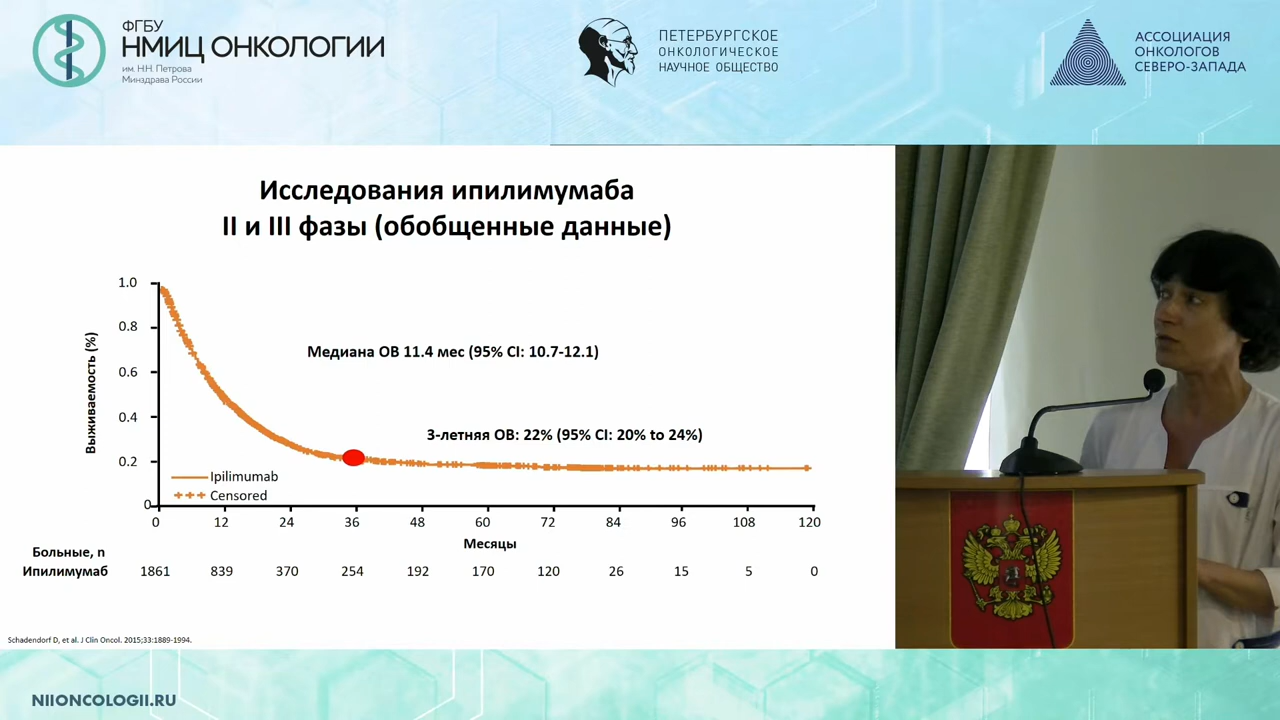 ФГБУ
НМИЦ ОНКОЛОГИИ
им. Н.Н. Петрова
Минздрава России
ПЕТЕРБУРГСКОЕ
ОНКОЛОГИЧЕСКОЕ
НАУЧНОЕ ОБЩЕСТВО
АССОЦИАЦИЯ
ОНКОЛОГОВ
СЕВЕРО-ЗАПАДА
Исследования ипилимумаба
II и III фазы (обобщенные данные)
Выживаемость (%)
1.0
0.8
0.6
0.4
0.2
0
Медиана ОВ 11.4 мес (95% CI: 10.7-12.1)
3-летняя ОВ: 22% (95% CI: 20% to 24%)
Ipilimumab
Censored
0 12 24 36 48 60 72 84 96 108 120
Месяцы
Больные, n
Ипилимумаб 1861 839 370 254 192 170 120 26 15 5 0
Schadendorf D, et al. J Clin Oncol. 2015;33:1889-1994.
NIIONCOLOGII.RU